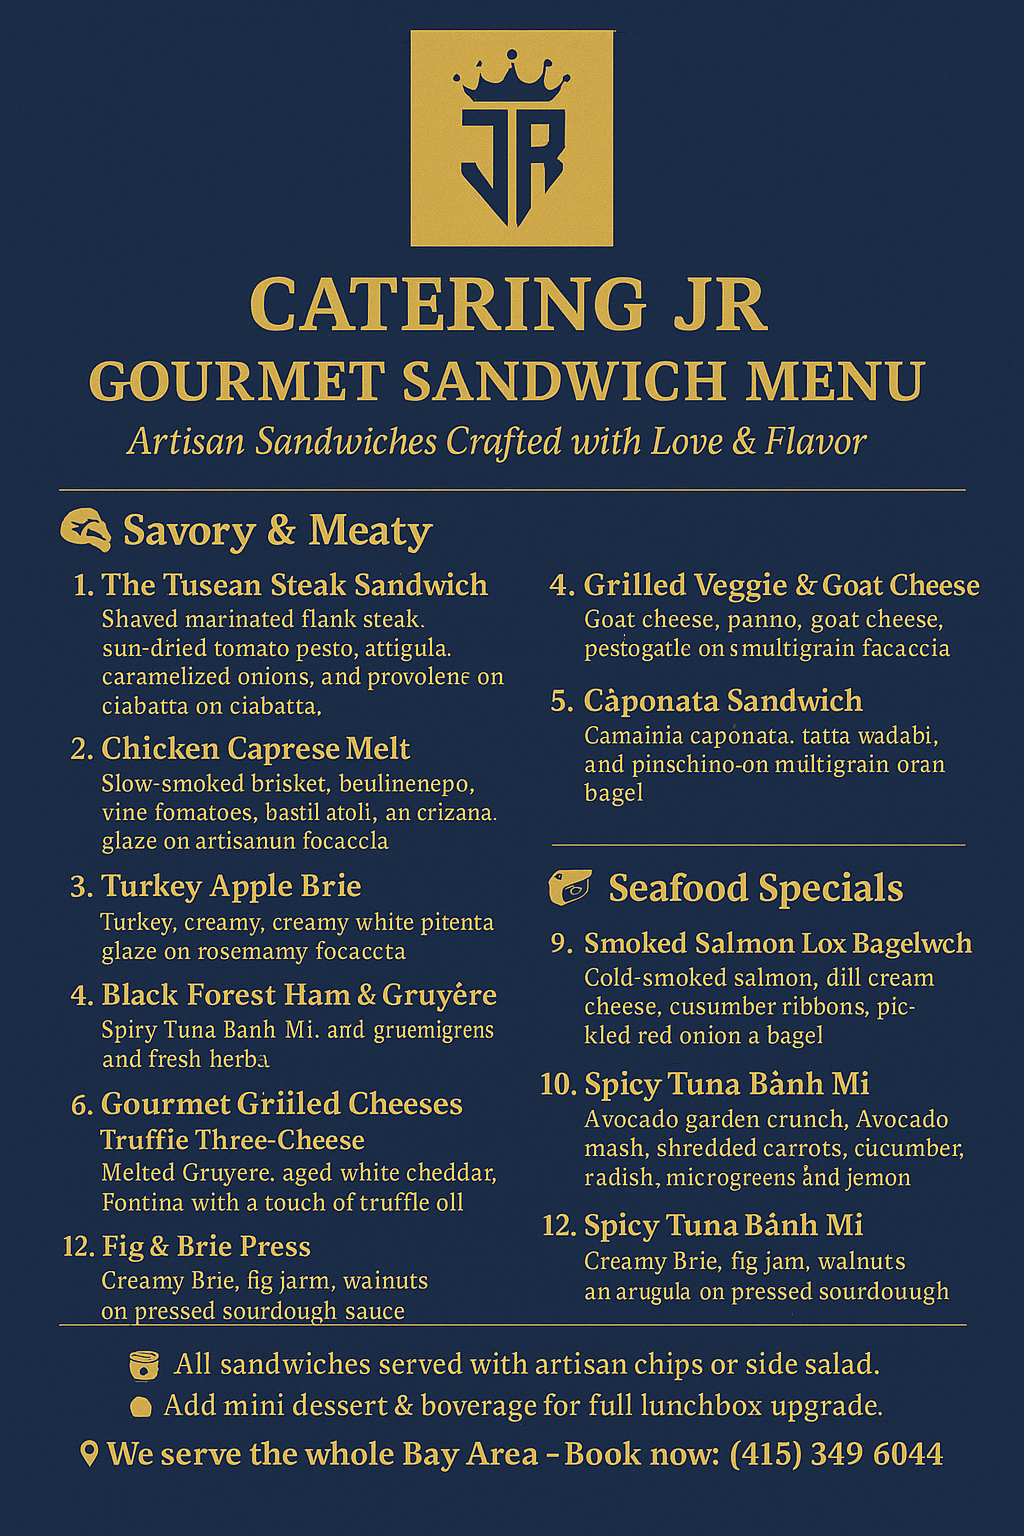 JR
CATERING JR
GOURMET SANDWICH MENU
Artisan Sandwiches Crafted with Love & Flavor
Savory & Meaty
1. The Tusean Steak Sandwich
Shaved marinated flank steak.
sun-dried tomato pesto, attigula.
caramelized onions, and provolene on
ciabatta on ciabatta,
2. Chicken Caprese Melt
Slow-smoked brisket, beulinenepo,
vine fomatoes, bastil atoli, an crizana.
glaze on artisanun focaccla
3. Turkey Apple Brie
Turkey, creamy, creamy white pitenta
glaze on rosemamy focaccta
4. Black Forest Ham & Gruyére
Spiry Tuna Banh Mi. and gruemigrens
and fresh herba
6. Gourmet Griiled Cheeses
Truffie Three-Cheese
Melted Gruyere. aged white cheddar,
Fontina with a touch of truffle oll
12. Fig & Brie Press
Creamy Brie, fig jarm, wainuts
on pressed sourdough sauce
4. Grilled Veggie & Goat Cheese
Goat cheese, panno, goat cheese,
pestogatle on smultigrain facaccia
5. Càponata Sandwich
Camainia caponata. tatta wadabi,
and pinschino-on multigrain oran
bagel
Seafood Specials
9. Smoked Salmon Lox Bagelwch
Cold-smoked salmon, dill cream
cheese, cusumber ribbons, pic-
kled red onion a bagel
10. Spicy Tuna Bành Mi
Avocado garden crunch, Avocado
mash, shredded carrots, cucumber,
radish, microgreens ànd jemon
12. Spicy Tuna Bánh Mi
Creamy Brie, fig jam, walnuts
an arugula on pressed sourdouugh
All sandwiches served with artisan chips or side salad.
Add mini dessert & boverage for full lunchbox upgrade.
We serve the whole Bay Area – Book now: (415) 349 6044